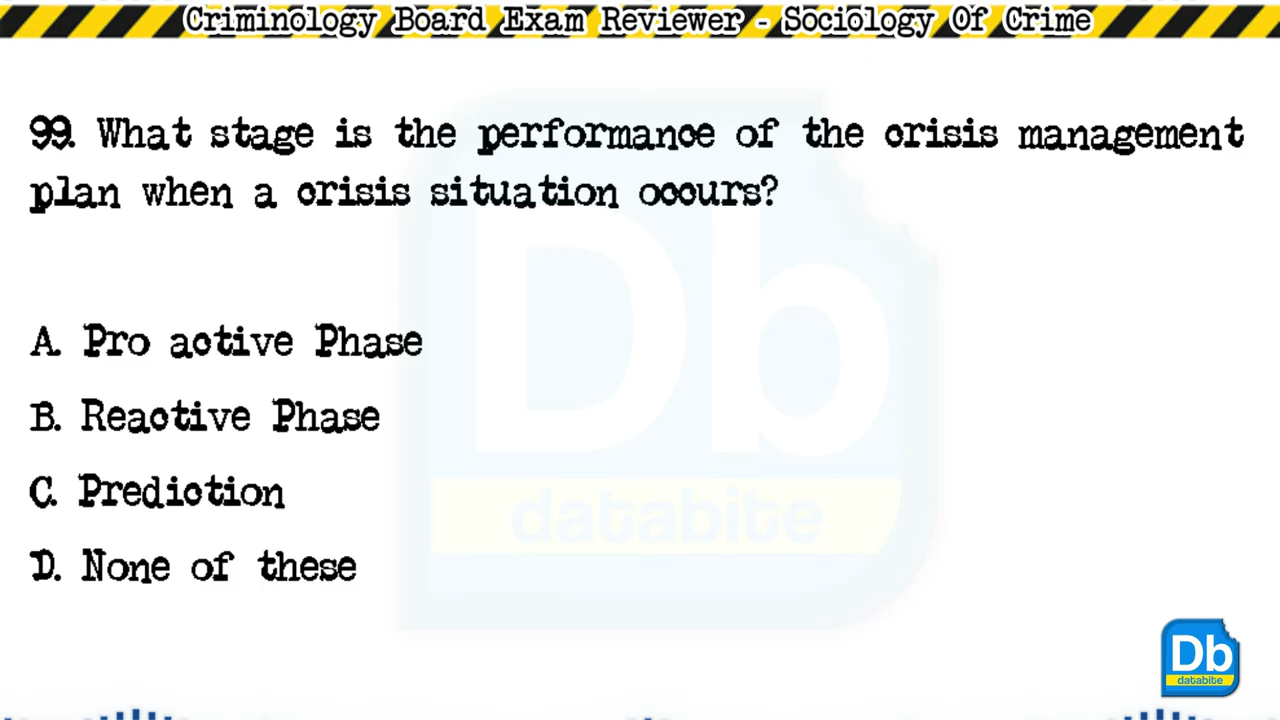 Criminology Board Exam Reviewer - Sociology Of Crime
99. What stage is the performance of the crisis management
plan when a crisis situation occurs?
A. Pro active Phase
B. Reactive Phase
C. Prediction
D. None of these
Db
databite
Db
databite